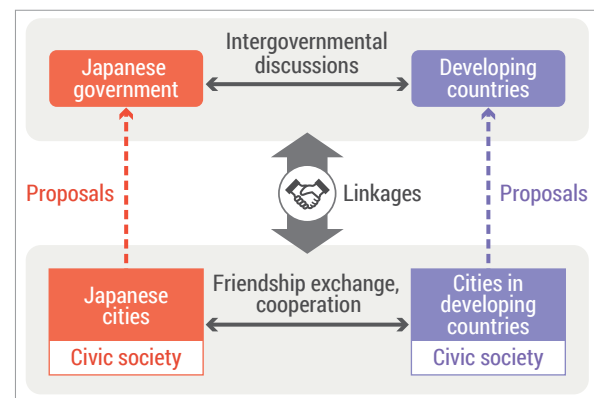 Intergovernmental
discussions
Japanese
government
Developing
countries
Proposals
Linkages
Proposals
Friendship exchange,
cooperation
Japanese
cities
Civic society
Cities in
developing
countries
Civic society